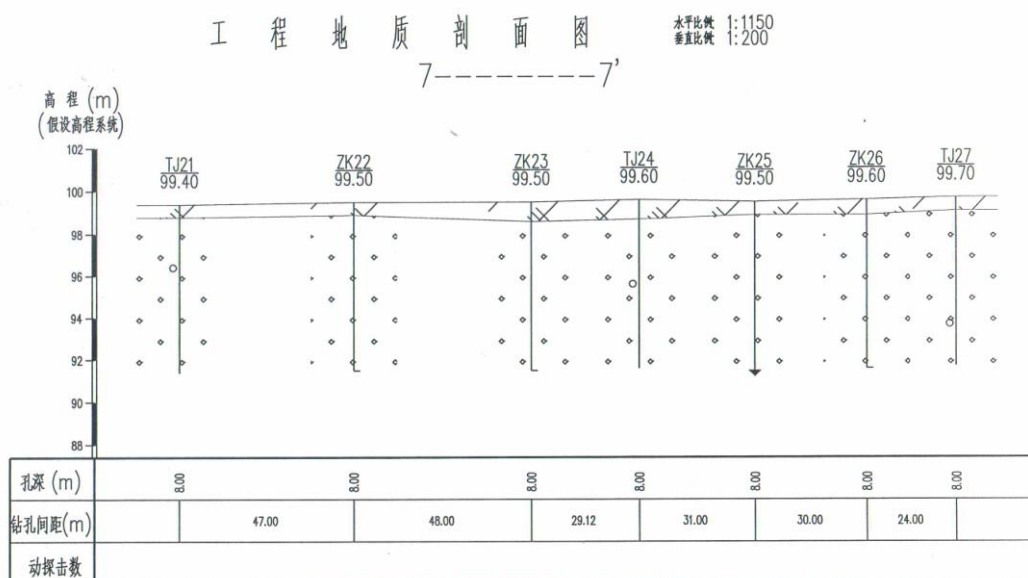 工程地质剖面图
水平比例 1:1150
垂直比例 1:200
7--------7'
高程(m)
(假设高程系统)
TJ21 ZK22 ZK23 TJ24 ZK25 ZK26 TJ27
99.40 99.50 99.50 99.60 99.50 99.60 99.70
102
100
98
96
94
92
90
88
孔深(m) 8.00 8.00 8.00 8.00 8.00 8.00 8.00
钻孔间距(m) 47.00 48.00 29.12 31.00 30.00 24.00
动探击数